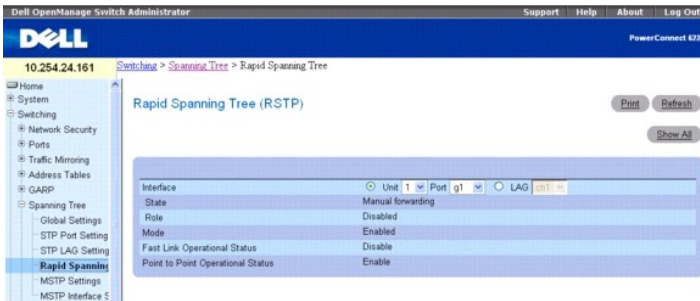 Dell OpenManage Switch Administrator Support Help About Log Out
DELL
PowerConnect 622
10.254.24.161
Switching > Spanning Tree > Rapid Spanning Tree
Home
System
Switching
Network Security
Ports
Traffic Mirroring
Address Tables
GARP
Spanning Tree
Global Settings
STP Port Setting
STP LAG Setting
Rapid Spanning
MSTP Settings
MSTP Interface S
Rapid Spanning Tree (RSTP)
Print Refresh
Show All
Interface Unit 1 Port g1 LAG ch1
State Manual forwarding
Role Disabled
Mode Enabled
Fast Link Operational Status Disable
Point to Point Operational Status Enable